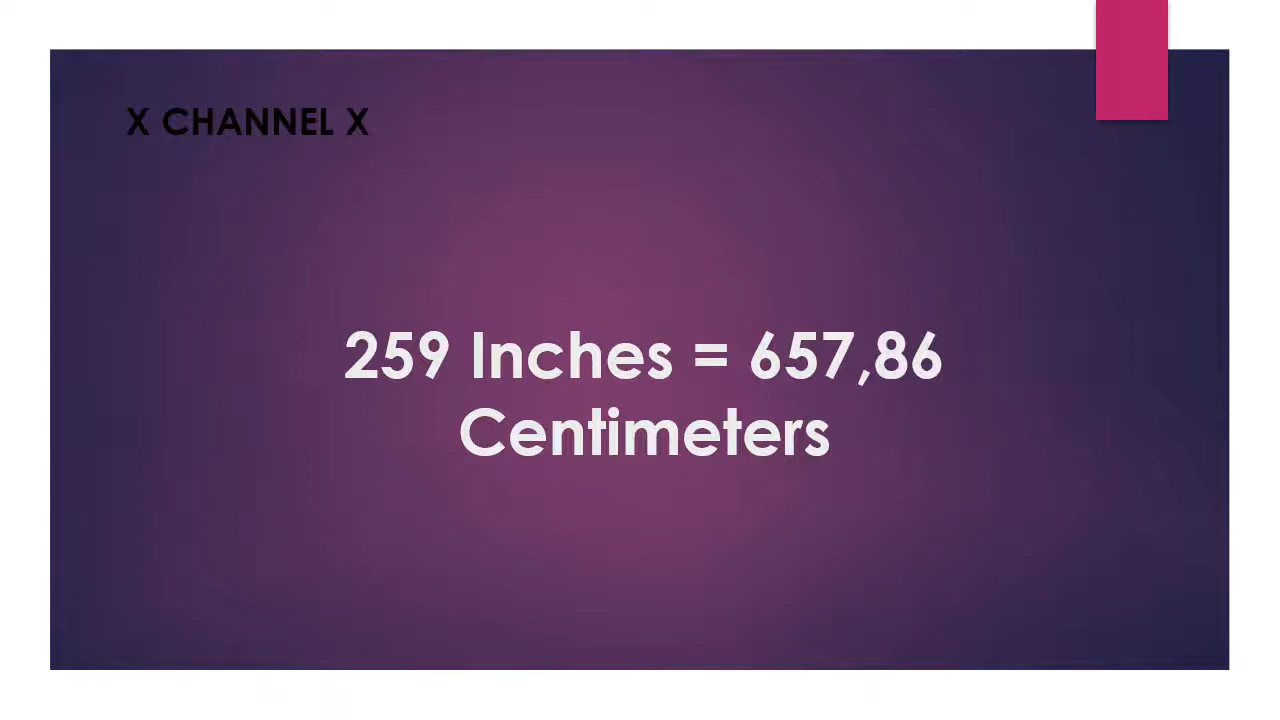 X CHANNEL X
259 Inches = 657,86
Centimeters